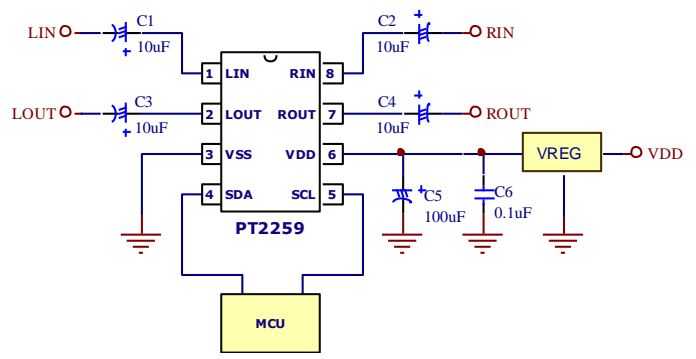 LIN C1 C2 RIN
+ 10uF 10uF +
1 LIN RIN 8
LOUT C3 2 LOUT ROUT 7 C4 ROUT
+ 10uF 10uF +
3 VSS VDD 6 VREG VDD
4 SDA SCL 5 + C5 C6
100uF 0.1uF
PT2259
MCU